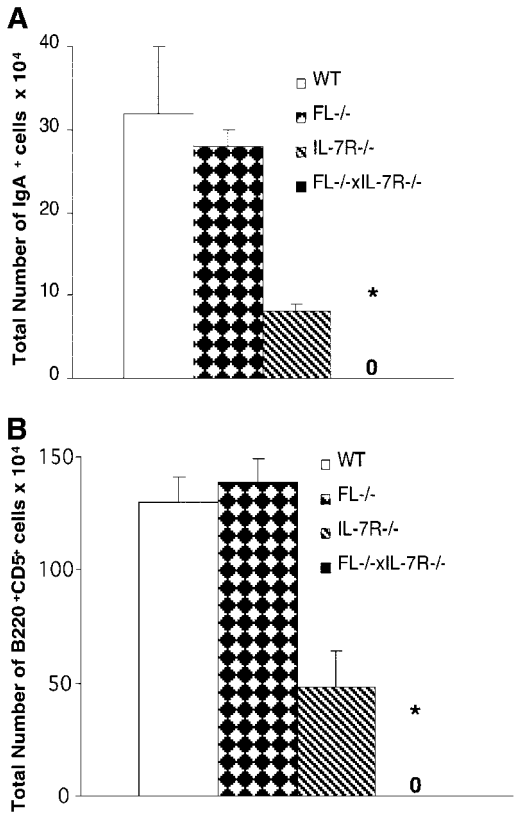 A
Total Number of IgA + cells x 10⁴
40
30
20
10
0
WT
FL-/-
IL-7R-/-
FL-/-xIL-7R-/-
*
0
B
Total Number of B220⁺CD5⁺ cells x 10⁴
150
100
50
0
WT
FL-/-
IL-7R-/-
FL-/-xIL-7R-/-
*
0